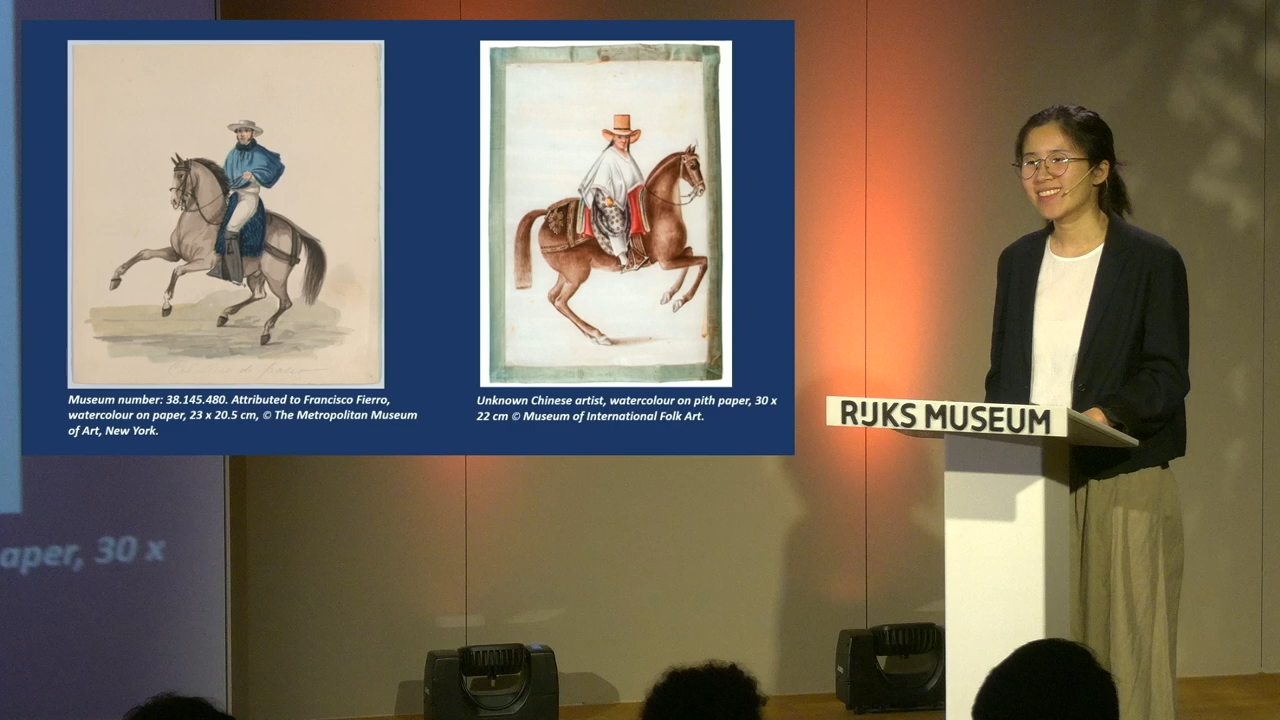 Museum number: 38.145.480. Attributed to Francisco Fierro,
watercolour on paper, 23 x 20.5 cm, © The Metropolitan Museum
of Art, New York.
Unknown Chinese artist, watercolour on pith paper, 30 x
22 cm © Museum of International Folk Art.
RIJKS MUSEUM
aper, 30 x